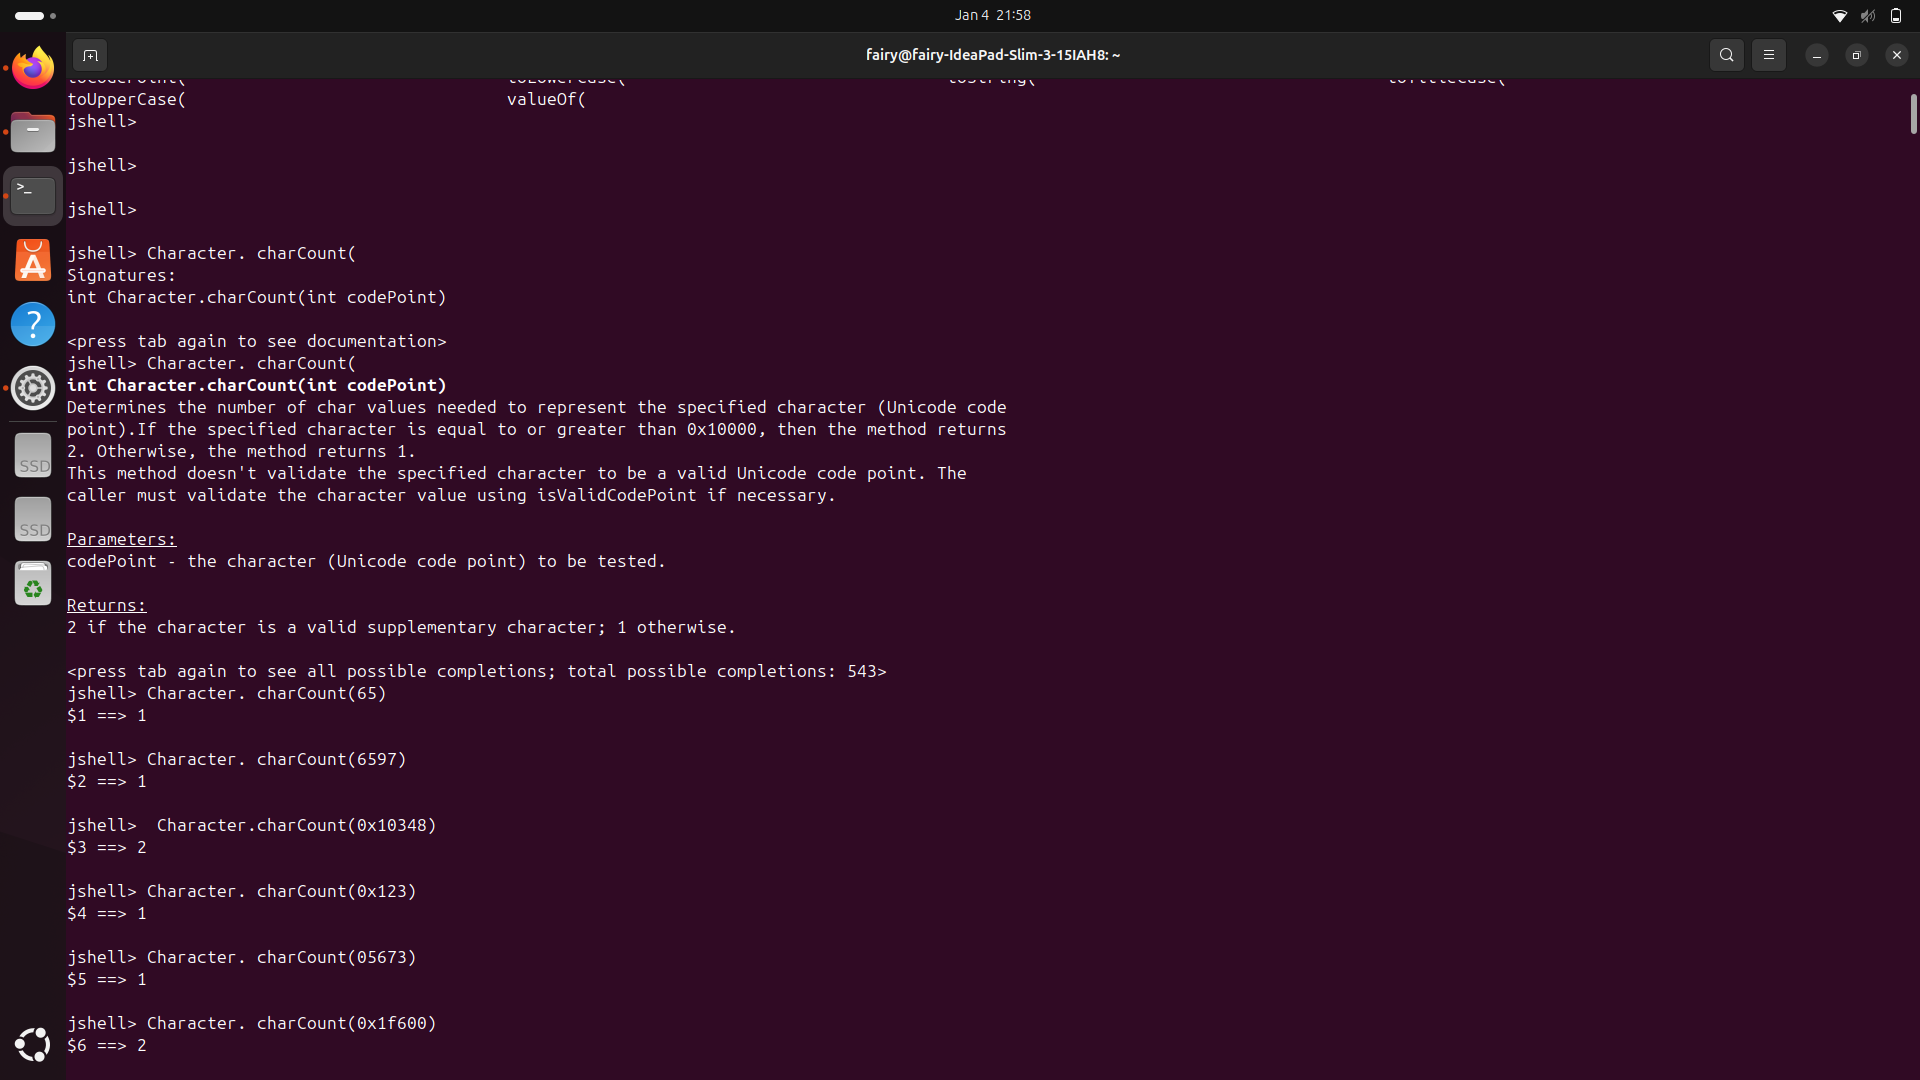 Jan 4 21:58
fairy@fairy-IdeaPad-Slim-3-15IAH8: ~
toCodePoint( toLowerCase( toString( toTitleCase(
toUpperCase( valueOf(
jshell>
jshell>
jshell>
jshell> Character. charCount(
Signatures:
int Character.charCount(int codePoint)
<press tab again to see documentation>
jshell> Character. charCount(
int Character.charCount(int codePoint)
Determines the number of char values needed to represent the specified character (Unicode code
point).If the specified character is equal to or greater than 0x10000, then the method returns
2. Otherwise, the method returns 1.
This method doesn't validate the specified character to be a valid Unicode code point. The
caller must validate the character value using isValidCodePoint if necessary.
Parameters:
codePoint - the character (Unicode code point) to be tested.
Returns:
2 if the character is a valid supplementary character; 1 otherwise.
<press tab again to see all possible completions; total possible completions: 543>
jshell> Character. charCount(65)
$1 ==> 1
jshell> Character. charCount(6597)
$2 ==> 1
jshell>  Character.charCount(0x10348)
$3 ==> 2
jshell> Character. charCount(0x123)
$4 ==> 1
jshell> Character. charCount(05673)
$5 ==> 1
jshell> Character. charCount(0x1f600)
$6 ==> 2
>_
?
SSD
SSD